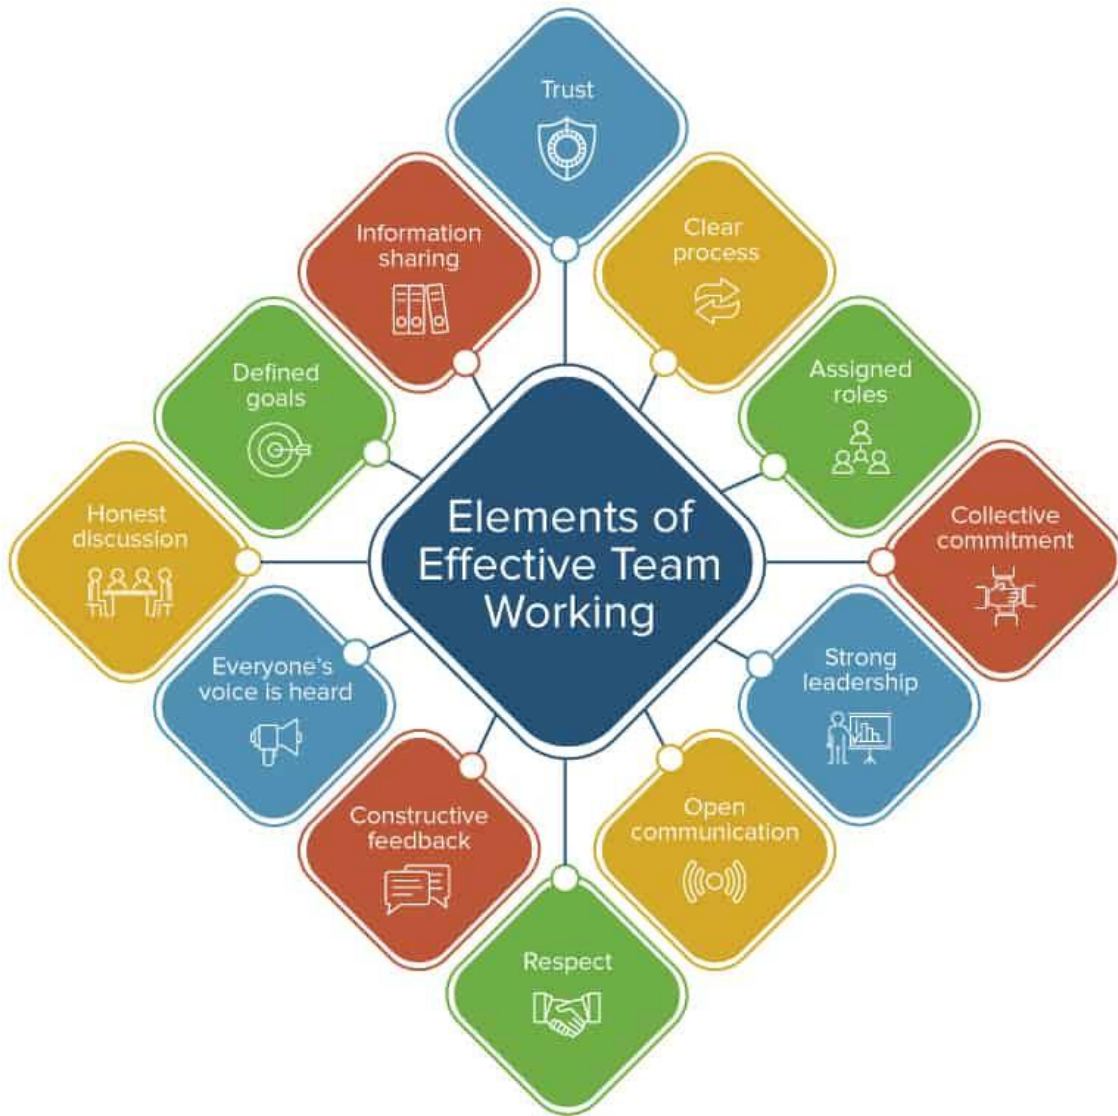 Trust
Clear
process
Assigned
roles
Collective
commitment
Strong
leadership
Open
communication
Respect
Constructive
feedback
Everyone's
voice is heard
Honest
discussion
Defined
goals
Information
sharing
Elements of
Effective Team
Working